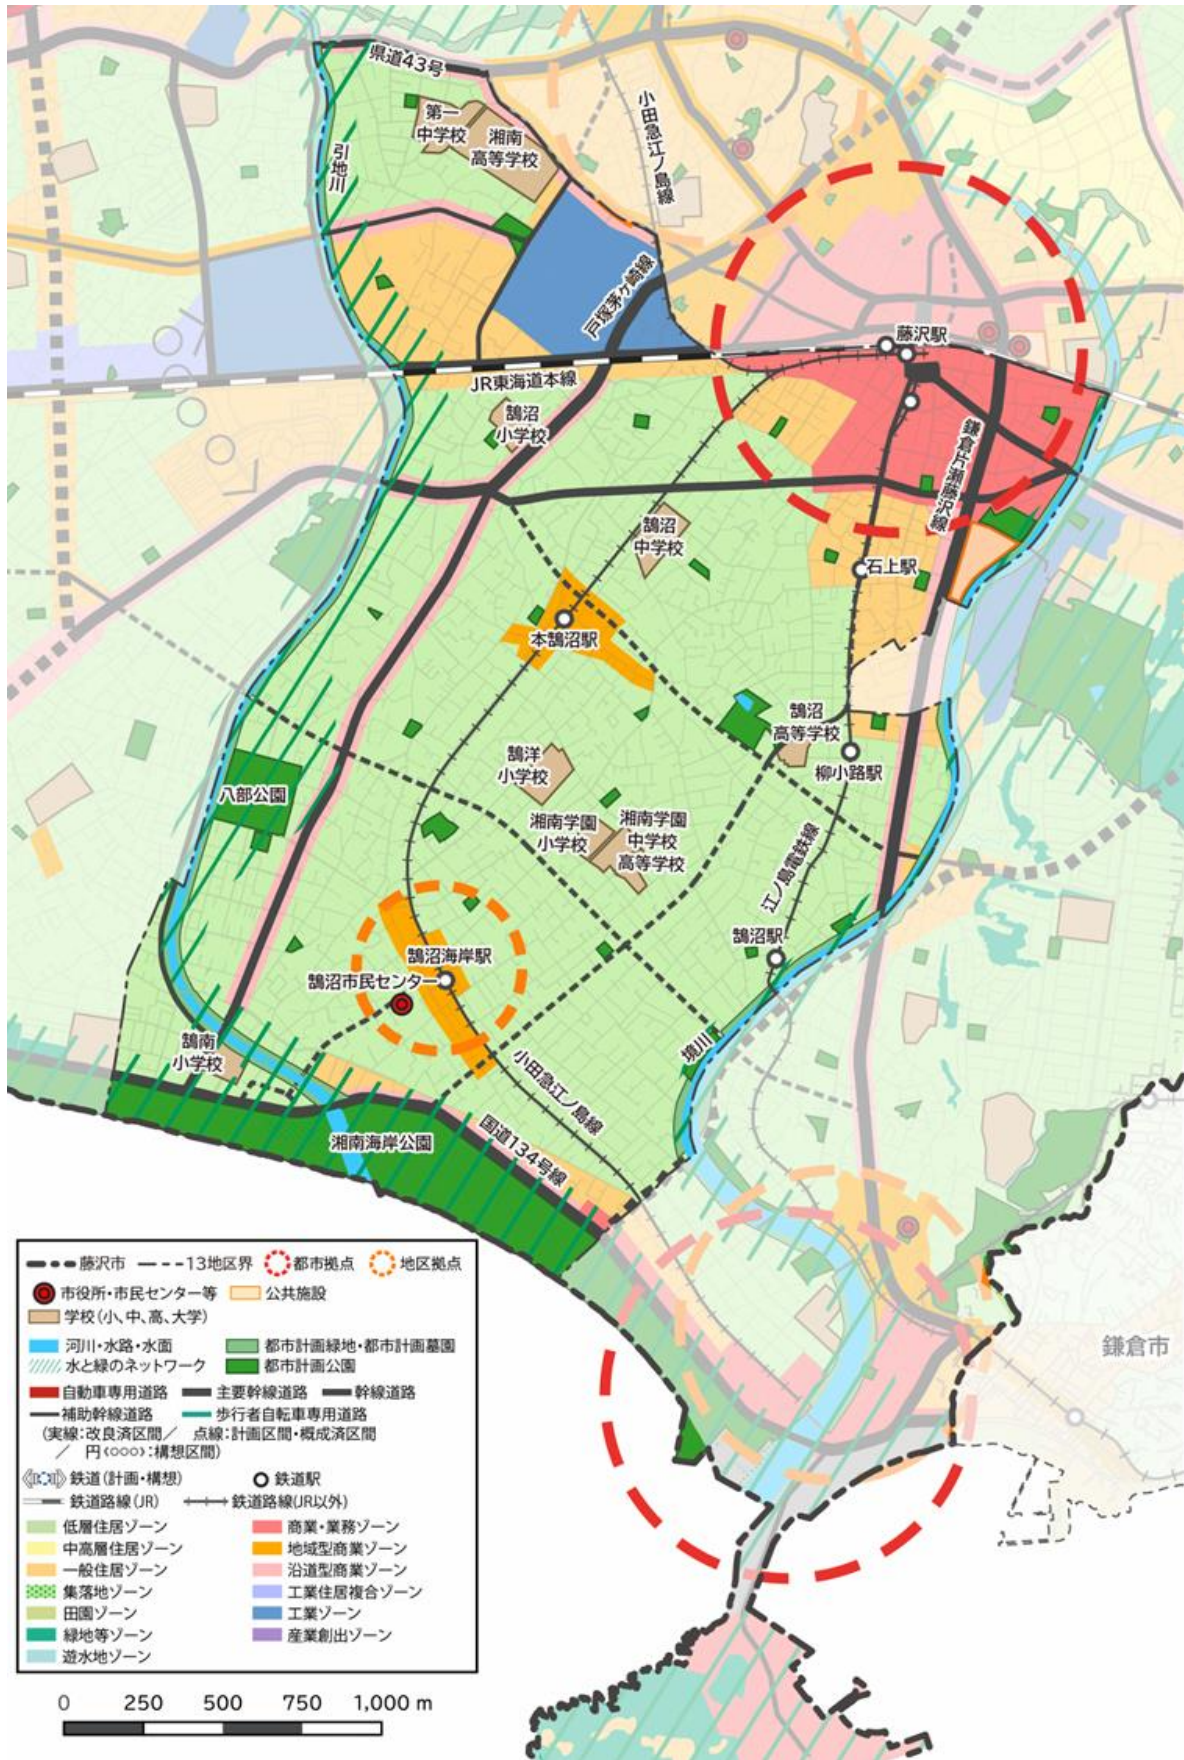 県道43号
小田急江ノ島線
第一
中学校
湘南
高等学校
引地川
戸塚茅ヶ崎線
藤沢駅
JR東海道本線
鵠沼
小学校
鎌倉片瀬藤沢線
鵠沼
中学校
石上駅
本鵠沼駅
鵠沼
高等学校
柳小路駅
鵠洋
小学校
八部公園
湘南学園
小学校
湘南学園
中学校
高等学校
江ノ島電鉄線
鵠沼駅
鵠沼海岸駅
鵠沼市民センター
境川
鵠南
小学校
小田急江ノ島線
国道134号線
湘南海岸公園
鎌倉市
藤沢市
13地区界
都市拠点
地区拠点
市役所・市民センター等
公共施設
学校(小、中、高、大学)
河川・水路・水面
都市計画緑地・都市計画墓園
水と緑のネットワーク
都市計画公園
自動車専用道路
主要幹線道路
幹線道路
補助幹線道路
歩行者自転車専用道路
(実線:改良済区間/ 点線:計画区間・概成済区間
/ 円(○○○):構想区間)
鉄道(計画・構想)
鉄道駅
鉄道路線(JR)
鉄道路線(JR以外)
低層住居ゾーン
商業・業務ゾーン
中高層住居ゾーン
地域型商業ゾーン
一般住居ゾーン
沿道型商業ゾーン
集落地ゾーン
工業住居複合ゾーン
田園ゾーン
工業ゾーン
緑地等ゾーン
産業創出ゾーン
遊水地ゾーン
0 250 500 750 1,000 m